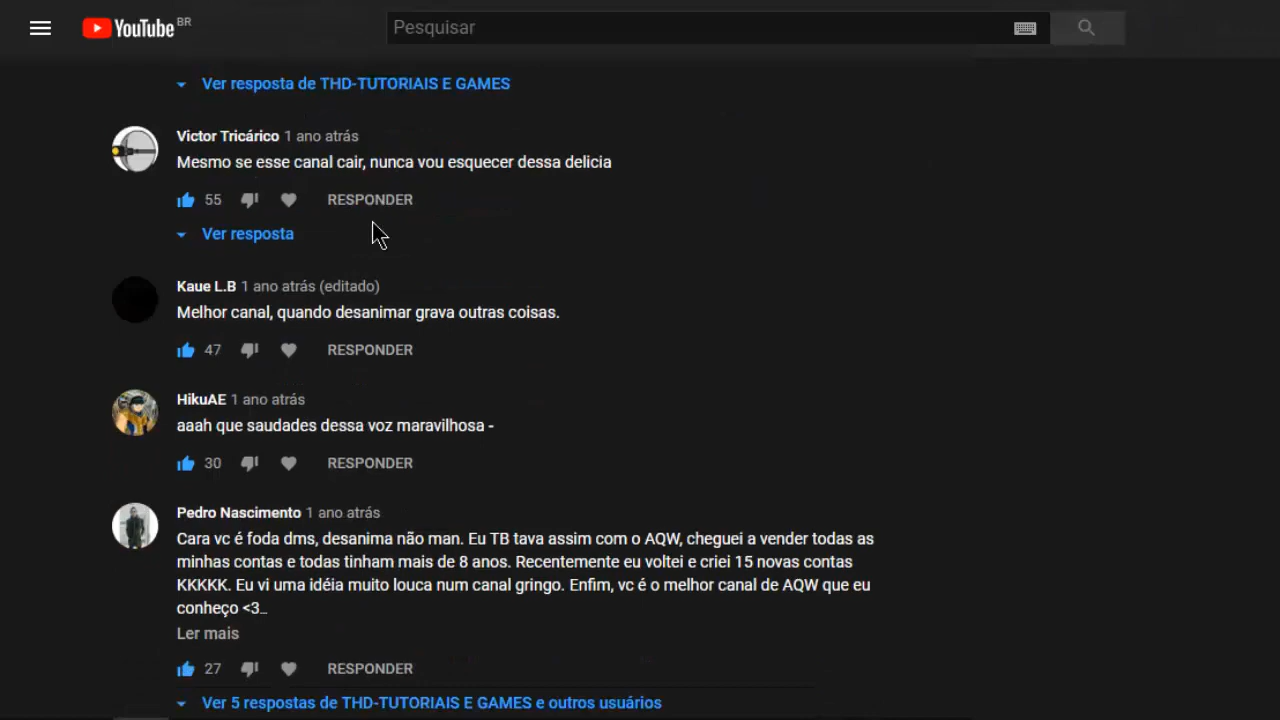 YouTube BR
Pesquisar
Ver resposta de THD-TUTORIAIS E GAMES
Victor Tricárico 1 ano atrás
Mesmo se esse canal cair, nunca vou esquecer dessa delicia
55 RESPONDER
Ver resposta
Kaue L.B 1 ano atrás (editado)
Melhor canal, quando desanimar grava outras coisas.
47 RESPONDER
HikuAE 1 ano atrás
aaah que saudades dessa voz maravilhosa -
30 RESPONDER
Pedro Nascimento 1 ano atrás
Cara vc é foda dms, desanima não man. Eu TB tava assim com o AQW, cheguei a vender todas as
minhas contas e todas tinham mais de 8 anos. Recentemente eu voltei e criei 15 novas contas
KKKKK. Eu vi uma idéia muito louca num canal gringo. Enfim, vc é o melhor canal de AQW que eu
conheço <3...
Ler mais
27 RESPONDER
Ver 5 respostas de THD-TUTORIAIS E GAMES e outros usuários